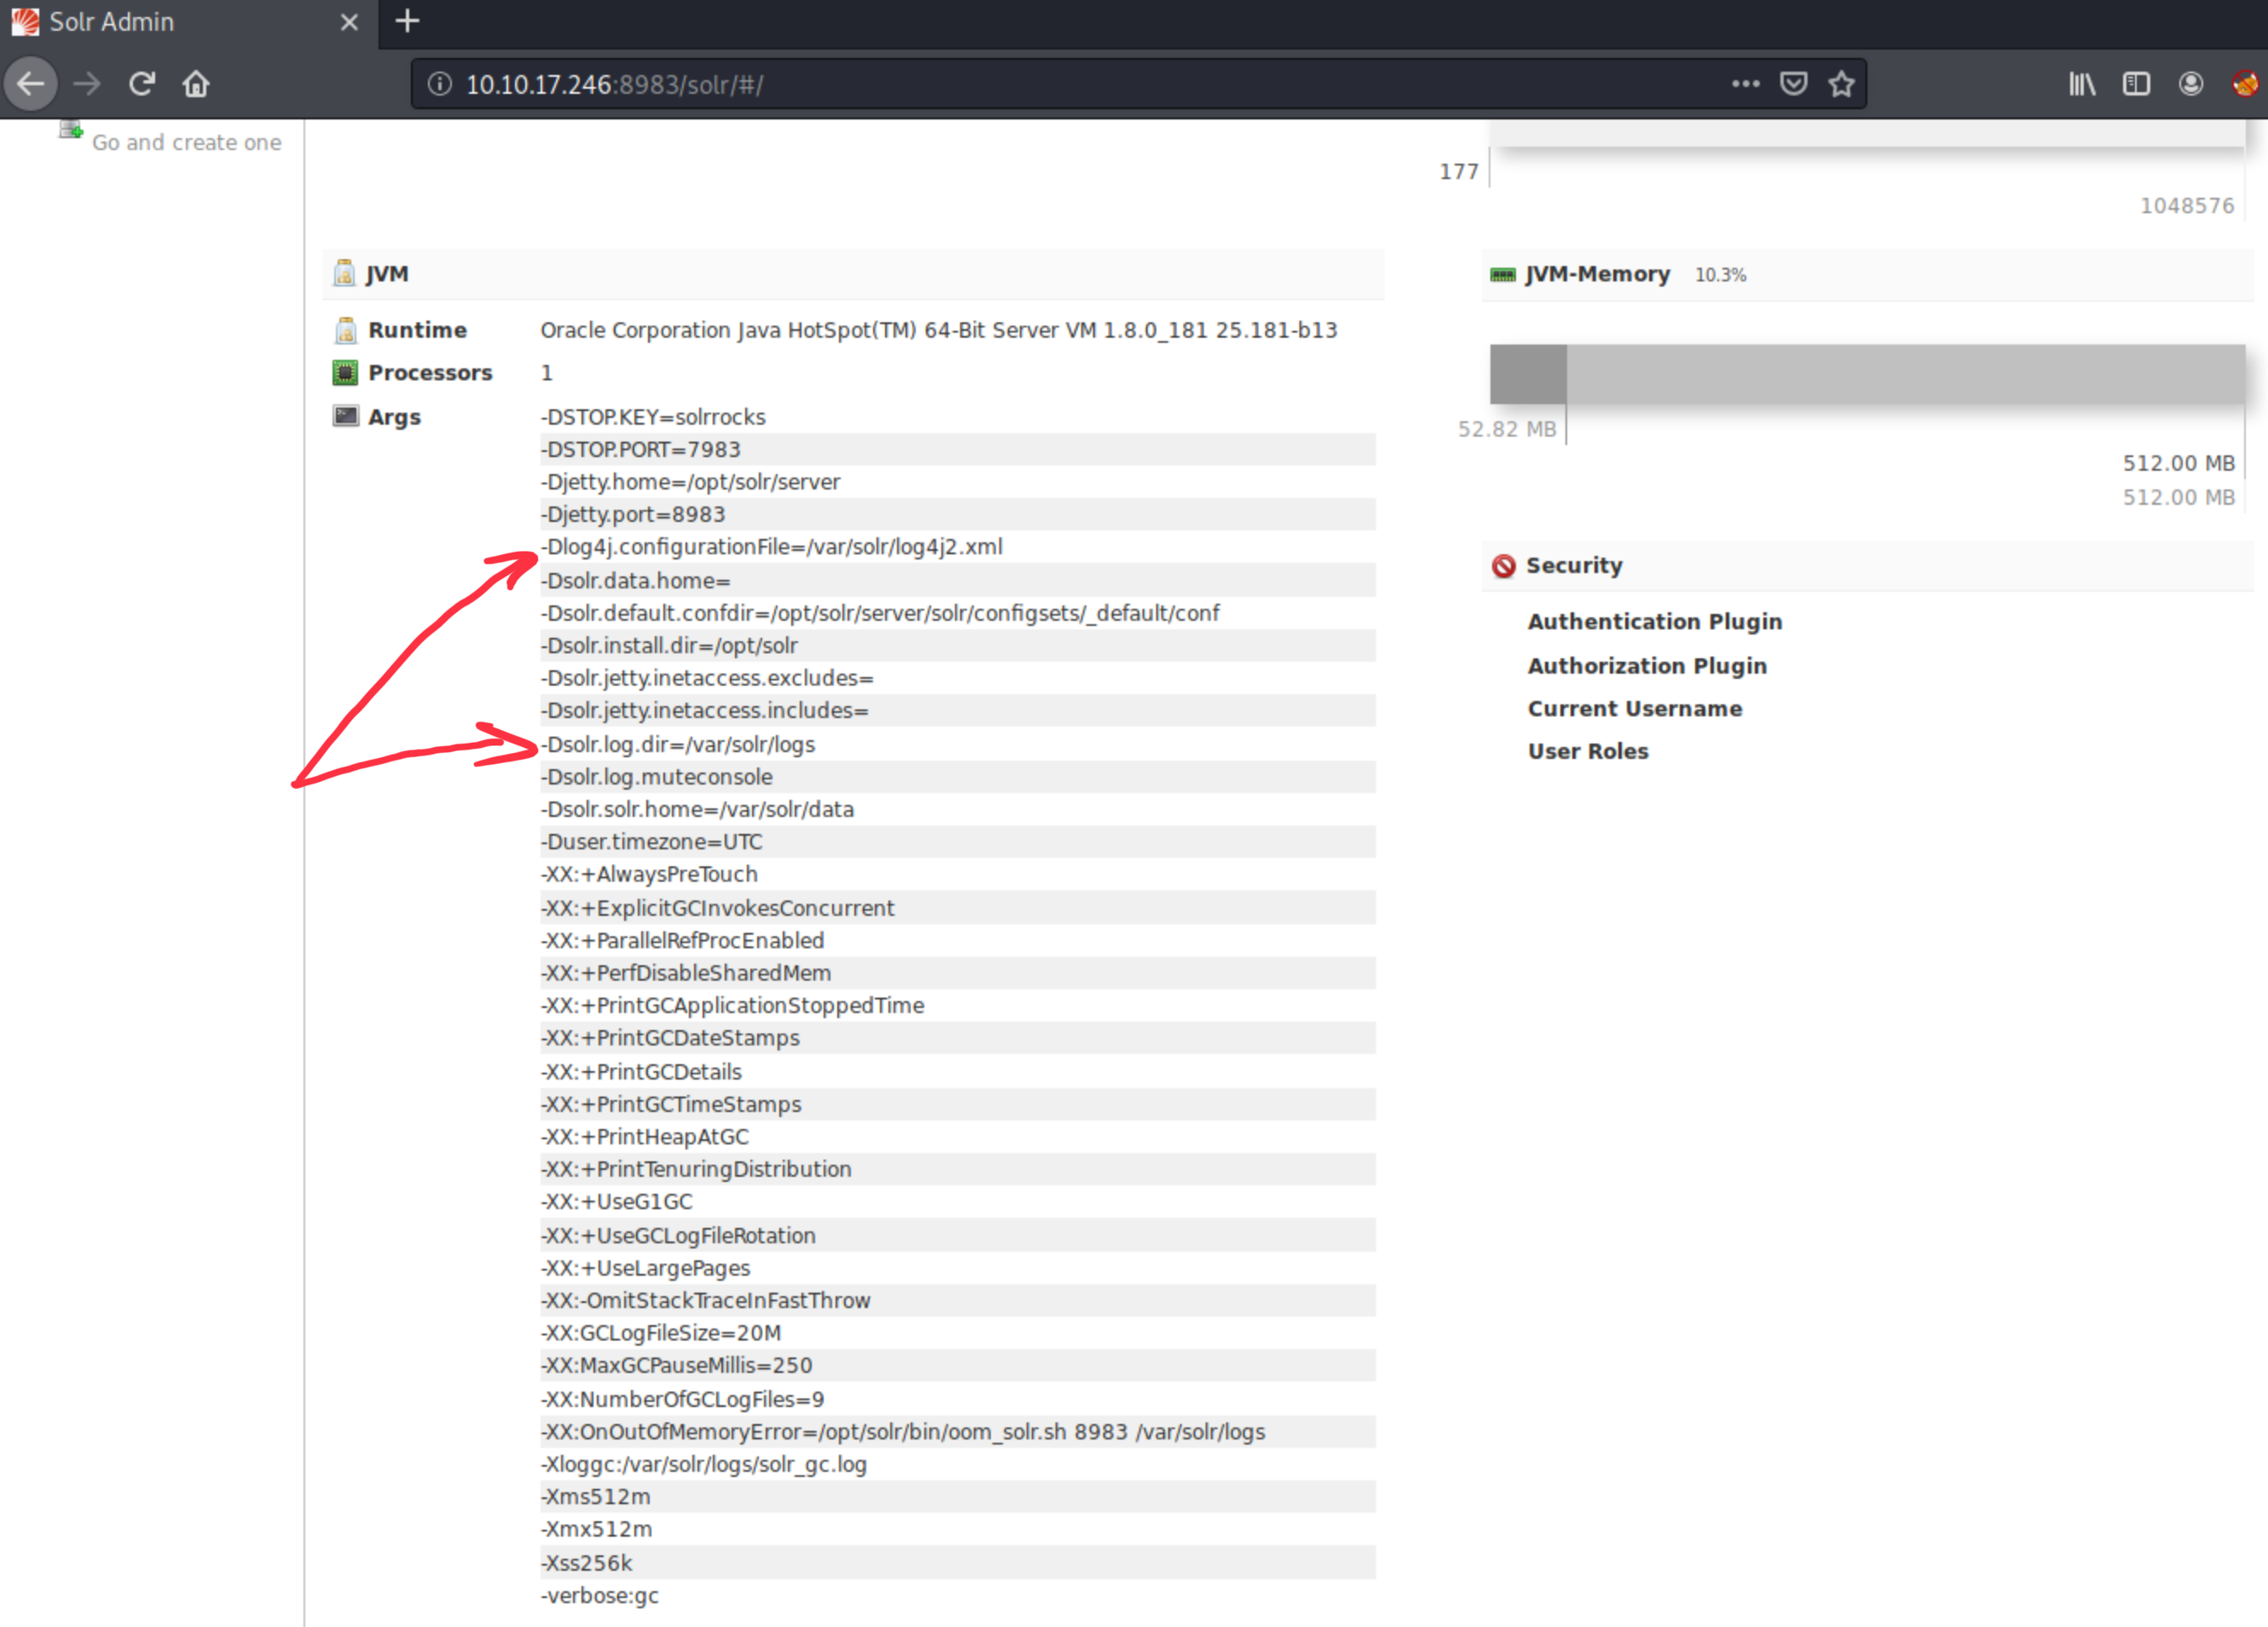 Solr Admin
10.10.17.246:8983/solr/#/
Go and create one
177
1048576
JVM
Runtime Oracle Corporation Java HotSpot(TM) 64-Bit Server VM 1.8.0_181 25.181-b13
Processors 1
Args -DSTOP.KEY=solrrocks
-DSTOP.PORT=7983
-Djetty.home=/opt/solr/server
-Djetty.port=8983
-Dlog4j.configurationFile=/var/solr/log4j2.xml
-Dsolr.data.home=
-Dsolr.default.confdir=/opt/solr/server/solr/configsets/_default/conf
-Dsolr.install.dir=/opt/solr
-Dsolr.jetty.inetaccess.excludes=
-Dsolr.jetty.inetaccess.includes=
-Dsolr.log.dir=/var/solr/logs
-Dsolr.log.muteconsole
-Dsolr.solr.home=/var/solr/data
-Duser.timezone=UTC
-XX:+AlwaysPreTouch
-XX:+ExplicitGCInvokesConcurrent
-XX:+ParallelRefProcEnabled
-XX:+PerfDisableSharedMem
-XX:+PrintGCApplicationStoppedTime
-XX:+PrintGCDateStamps
-XX:+PrintGCDetails
-XX:+PrintGCTimeStamps
-XX:+PrintHeapAtGC
-XX:+PrintTenuringDistribution
-XX:+UseG1GC
-XX:+UseGCLogFileRotation
-XX:+UseLargePages
-XX:-OmitStackTraceInFastThrow
-XX:GCLogFileSize=20M
-XX:MaxGCPauseMillis=250
-XX:NumberOfGCLogFiles=9
-XX:OnOutOfMemoryError=/opt/solr/bin/oom_solr.sh 8983 /var/solr/logs
-Xloggc:/var/solr/logs/solr_gc.log
-Xms512m
-Xmx512m
-Xss256k
-verbose:gc
JVM-Memory 10.3%
52.82 MB
512.00 MB
512.00 MB
Security
Authentication Plugin
Authorization Plugin
Current Username
User Roles